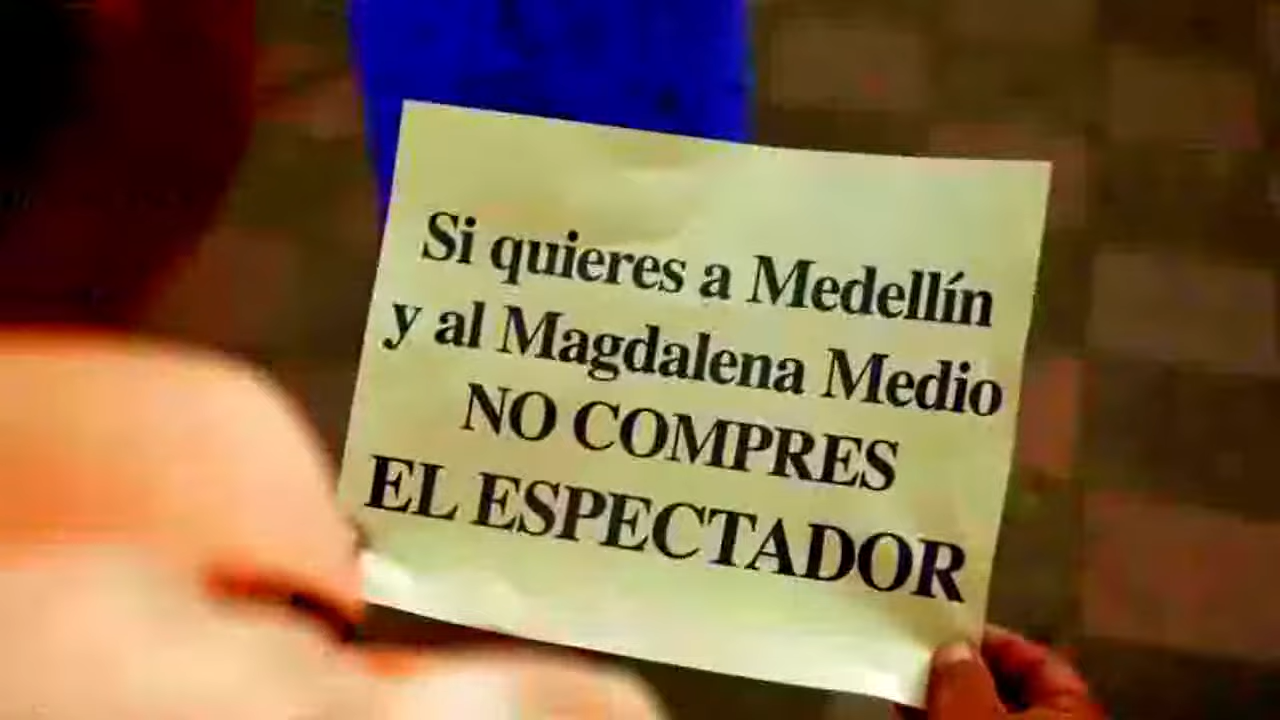 Si quieres a Medellín
y al Magdalena Medio
NO COMPRES
EL ESPECTADOR